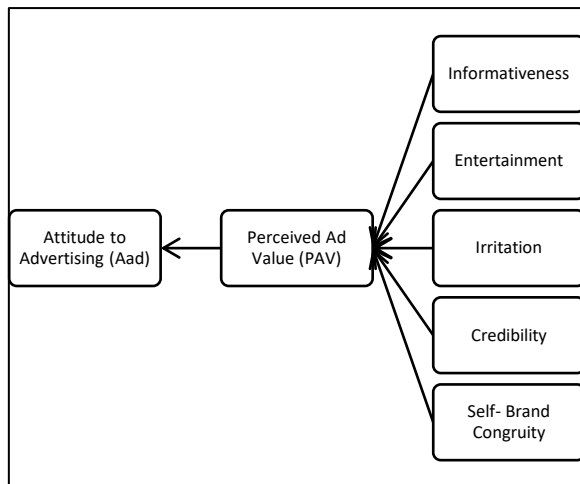 Informativeness
Entertainment
Attitude to
Advertising (Aad)
Perceived Ad
Value (PAV)
Irritation
Credibility
Self- Brand
Congruity